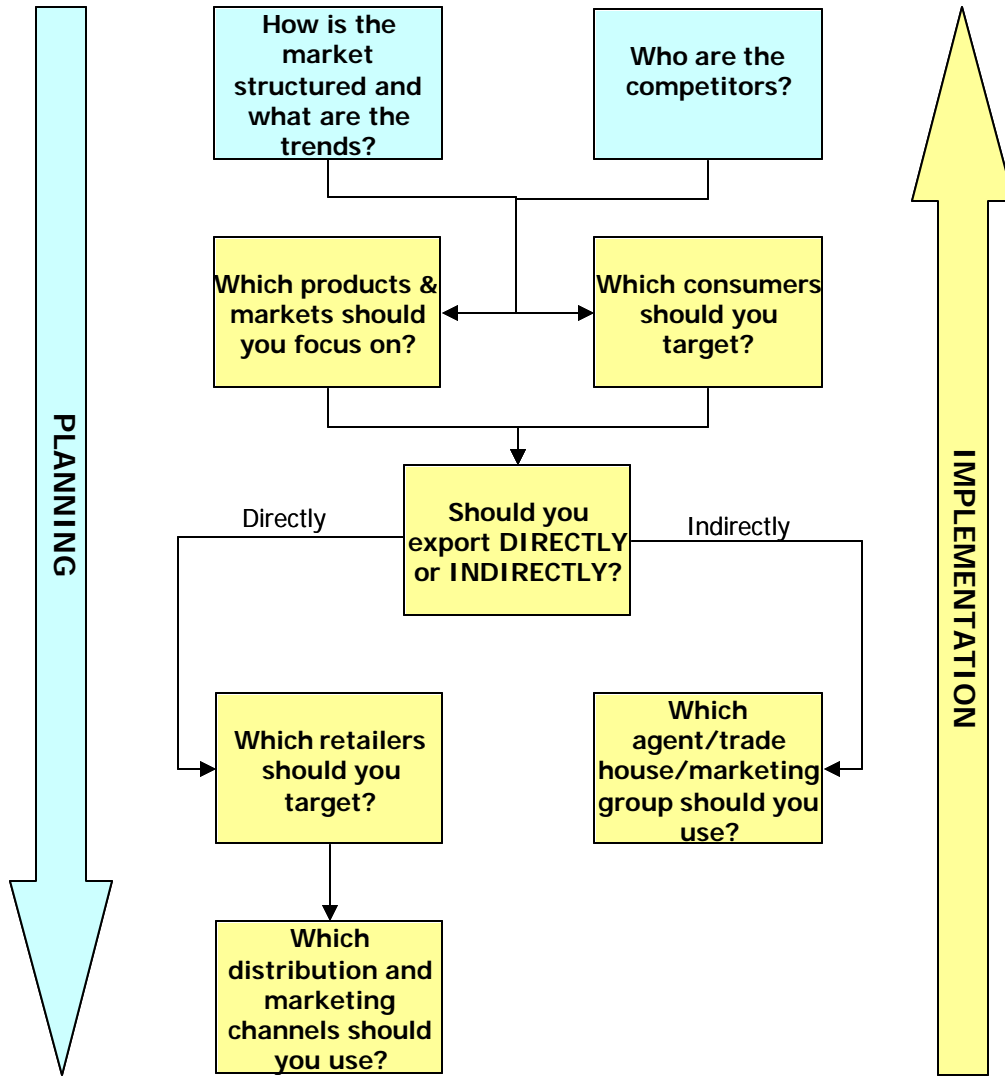 How is the
market
structured and
what are the
trends?
Who are the
competitors?
Which products &
markets should
you focus on?
Which consumers
should you
target?
PLANNING
IMPLEMENTATION
Directly
Should you
export DIRECTLY
or INDIRECTLY?
Indirectly
Which retailers
should you
target?
Which
agent/trade
house/marketing
group should you
use?
Which
distribution and
marketing
channels should
you use?